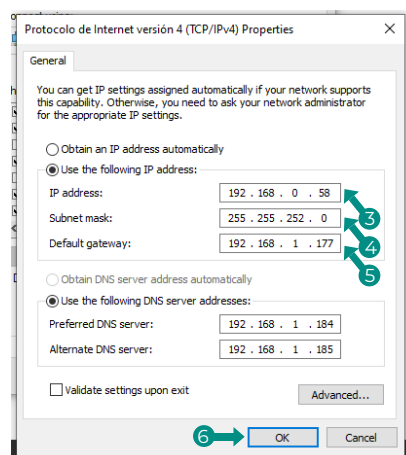 Protocolo de Internet versión 4 (TCP/IPv4) Properties
General
You can get IP settings assigned automatically if your network supports
this capability. Otherwise, you need to ask your network administrator
for the appropriate IP settings.
Obtain an IP address automatically
Use the following IP address:
IP address: 192 . 168 . 0 . 58
3
Subnet mask: 255 . 255 . 252 . 0
4
Default gateway: 192 . 168 . 1 . 177
5
Obtain DNS server address automatically
Use the following DNS server addresses:
Preferred DNS server: 192 . 168 . 1 . 184
Alternate DNS server: 192 . 168 . 1 . 185
Validate settings upon exit
Advanced...
6 OK Cancel